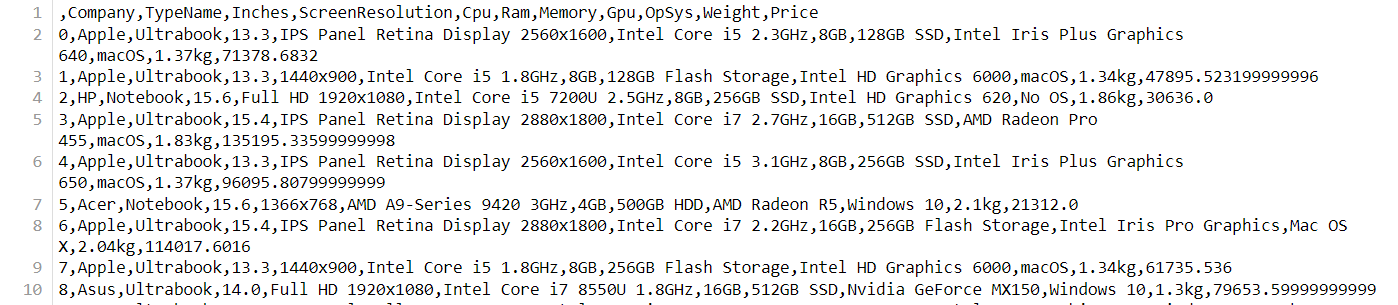 1 ,Company,TypeName,Inches,ScreenResolution,Cpu,Ram,Memory,Gpu,OpSys,Weight,Price
2 0,Apple,Ultrabook,13.3,IPS Panel Retina Display 2560x1600,Intel Core i5 2.3GHz,8GB,128GB SSD,Intel Iris Plus Graphics
640,macOS,1.37kg,71378.6832
3 1,Apple,Ultrabook,13.3,1440x900,Intel Core i5 1.8GHz,8GB,128GB Flash Storage,Intel HD Graphics 6000,macOS,1.34kg,47895.523199999996
4 2,HP,Notebook,15.6,Full HD 1920x1080,Intel Core i5 7200U 2.5GHz,8GB,256GB SSD,Intel HD Graphics 620,No OS,1.86kg,30636.0
5 3,Apple,Ultrabook,15.4,IPS Panel Retina Display 2880x1800,Intel Core i7 2.7GHz,16GB,512GB SSD,AMD Radeon Pro
455,macOS,1.83kg,135195.33599999998
6 4,Apple,Ultrabook,13.3,IPS Panel Retina Display 2560x1600,Intel Core i5 3.1GHz,8GB,256GB SSD,Intel Iris Plus Graphics
650,macOS,1.37kg,96095.80799999999
7 5,Acer,Notebook,15.6,1366x768,AMD A9-Series 9420 3GHz,4GB,500GB HDD,AMD Radeon R5,Windows 10,2.1kg,21312.0
8 6,Apple,Ultrabook,15.4,IPS Panel Retina Display 2880x1800,Intel Core i7 2.2GHz,16GB,256GB Flash Storage,Intel Iris Pro Graphics,Mac OS
X,2.04kg,114017.6016
9 7,Apple,Ultrabook,13.3,1440x900,Intel Core i5 1.8GHz,8GB,256GB Flash Storage,Intel HD Graphics 6000,macOS,1.34kg,61735.536
10 8,Asus,Ultrabook,14.0,Full HD 1920x1080,Intel Core i7 8550U 1.8GHz,16GB,512GB SSD,Nvidia GeForce MX150,Windows 10,1.3kg,79653.59999999999